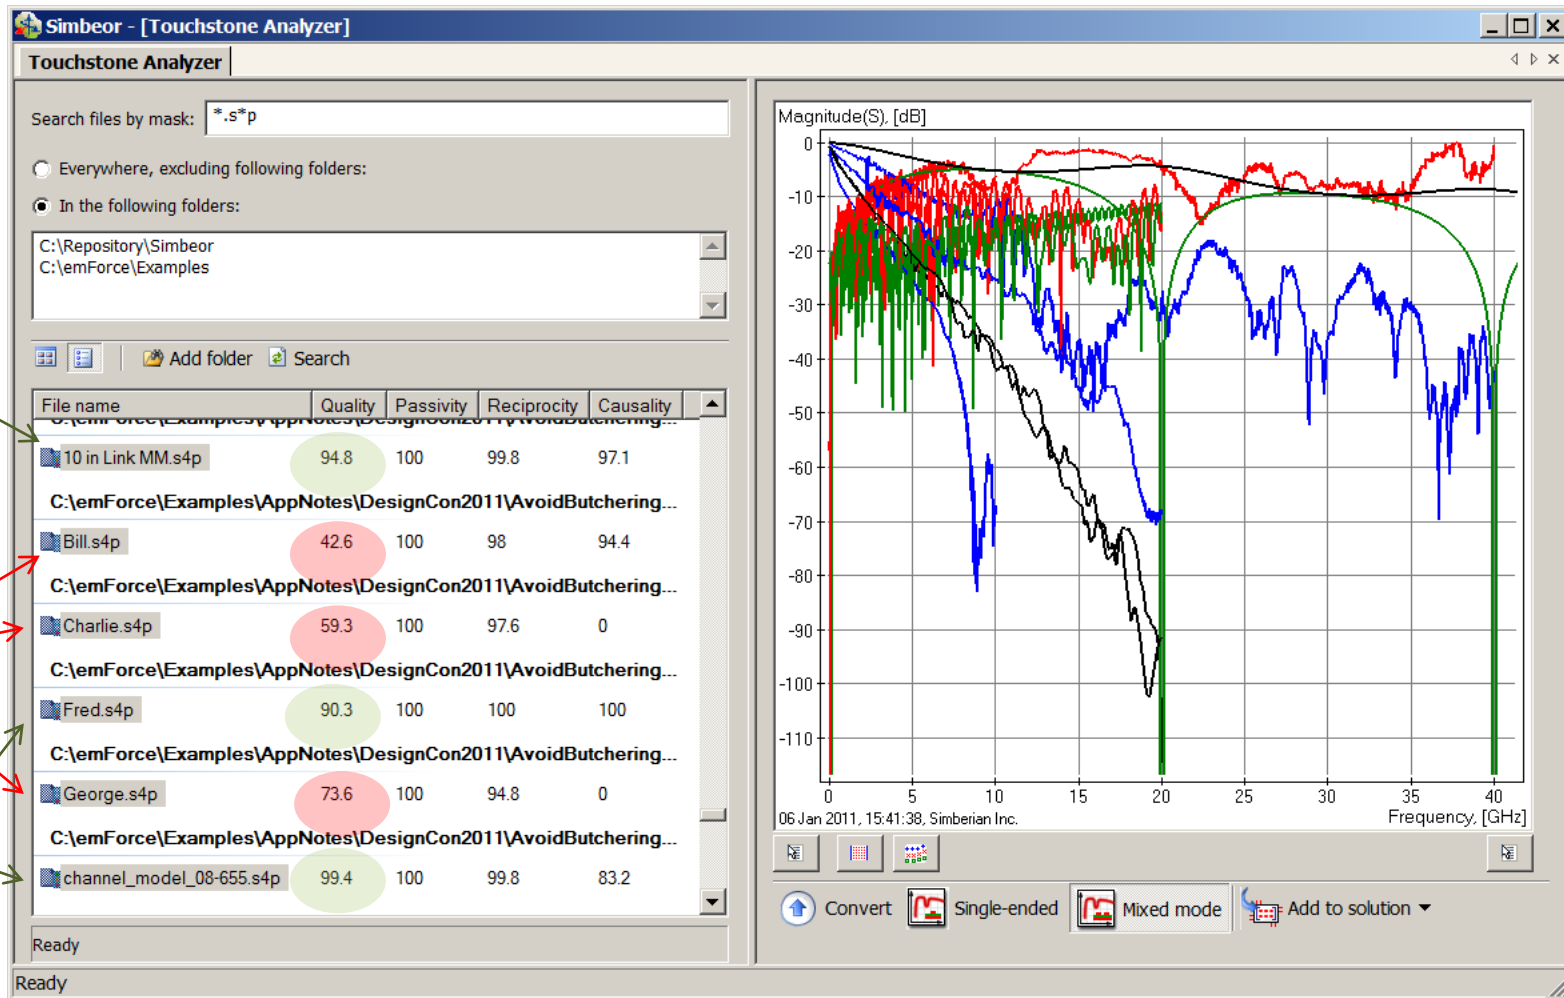 Simbeor - [Touchstone Analyzer]
Touchstone Analyzer
Search files by mask: *.s*p
Everywhere, excluding following folders:
In the following folders:
C:\Repository\Simbeor
C:\emForce\Examples
Add folder Search
File name Quality Passivity Reciprocity Causality
C:\emForce\Examples\AppNotes\DesignCon2011\AvoidButchering...
10 in Link MM.s4p 94.8 100 99.8 97.1
C:\emForce\Examples\AppNotes\DesignCon2011\AvoidButchering...
Bill.s4p 42.6 100 98 94.4
C:\emForce\Examples\AppNotes\DesignCon2011\AvoidButchering...
Charlie.s4p 59.3 100 97.6 0
C:\emForce\Examples\AppNotes\DesignCon2011\AvoidButchering...
Fred.s4p 90.3 100 100 100
C:\emForce\Examples\AppNotes\DesignCon2011\AvoidButchering...
George.s4p 73.6 100 94.8 0
C:\emForce\Examples\AppNotes\DesignCon2011\AvoidButchering...
channel_model_08-655.s4p 99.4 100 99.8 83.2
Ready
Ready
Magnitude(S), [dB]
0
-10
-20
-30
-40
-50
-60
-70
-80
-90
-100
-110
0 5 10 15 20 25 30 35 40
06 Jan 2011, 15:41:38, Simberian Inc. Frequency, [GHz]
Convert Single-ended Mixed mode Add to solution